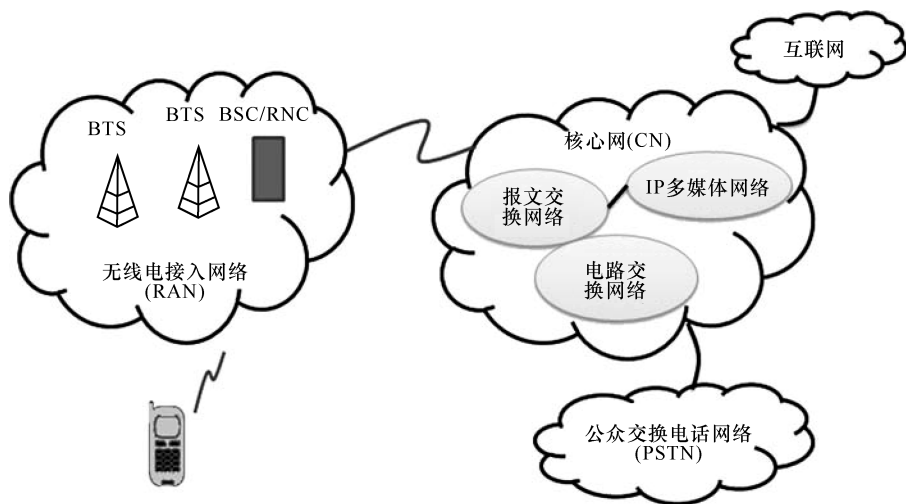 互联网
BTS
BTS
BSC/RNC
核心网(CN)
报文交
换网络
IP多媒体网络
电路交
换网络
无线电接入网络
(RAN)
公众交换电话网络
(PSTN)